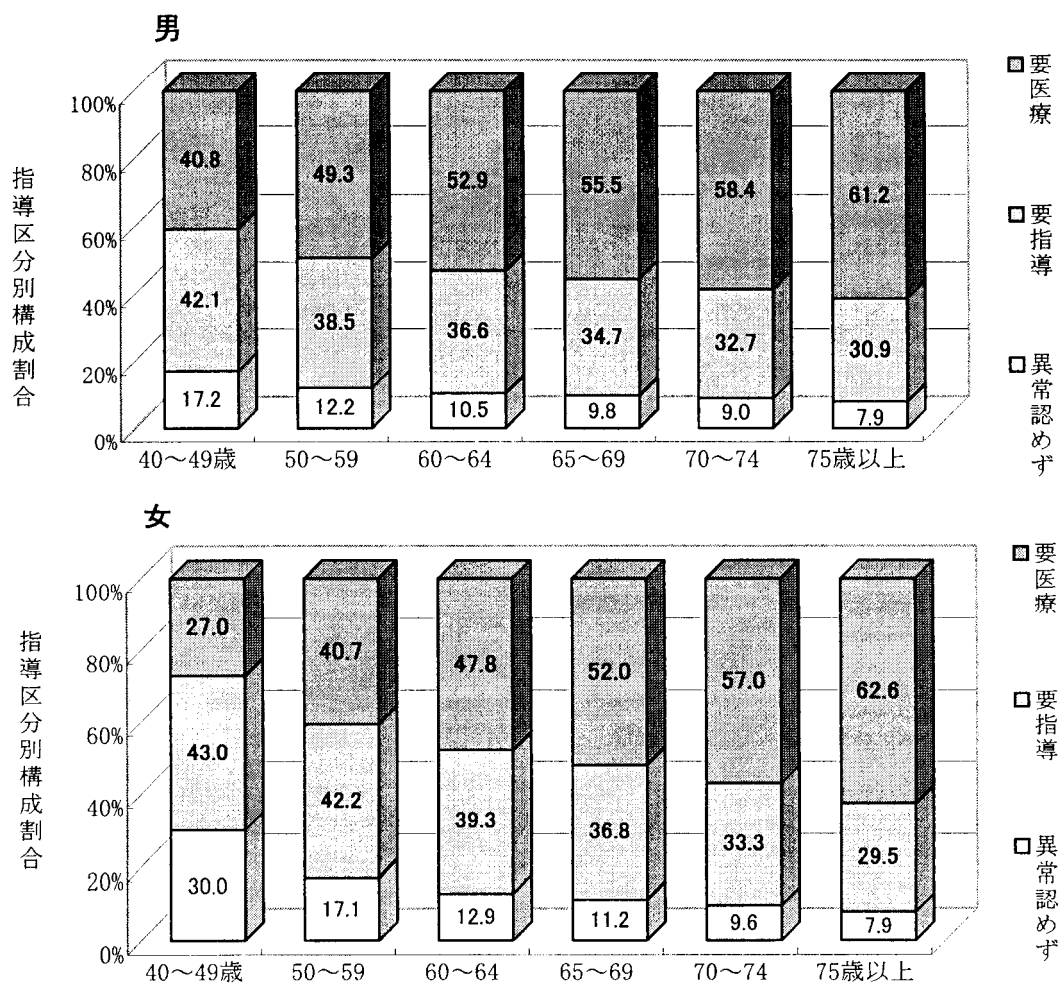 男
指導区分別構成割合
100%
80%
60%
40%
20%
0%
40.8 49.3 52.9 55.5 58.4 61.2
42.1 38.5 36.6 34.7 32.7 30.9
17.2 12.2 10.5 9.8 9.0 7.9
40～49歳 50～59 60～64 65～69 70～74 75歳以上
要医療
要指導
異常認めず
女
指導区分別構成割合
100%
80%
60%
40%
20%
0%
27.0 40.7 47.8 52.0 57.0 62.6
43.0 42.2 39.3 36.8 33.3 29.5
30.0 17.1 12.9 11.2 9.6 7.9
40～49歳 50～59 60～64 65～69 70～74 75歳以上
要医療
要指導
異常認めず